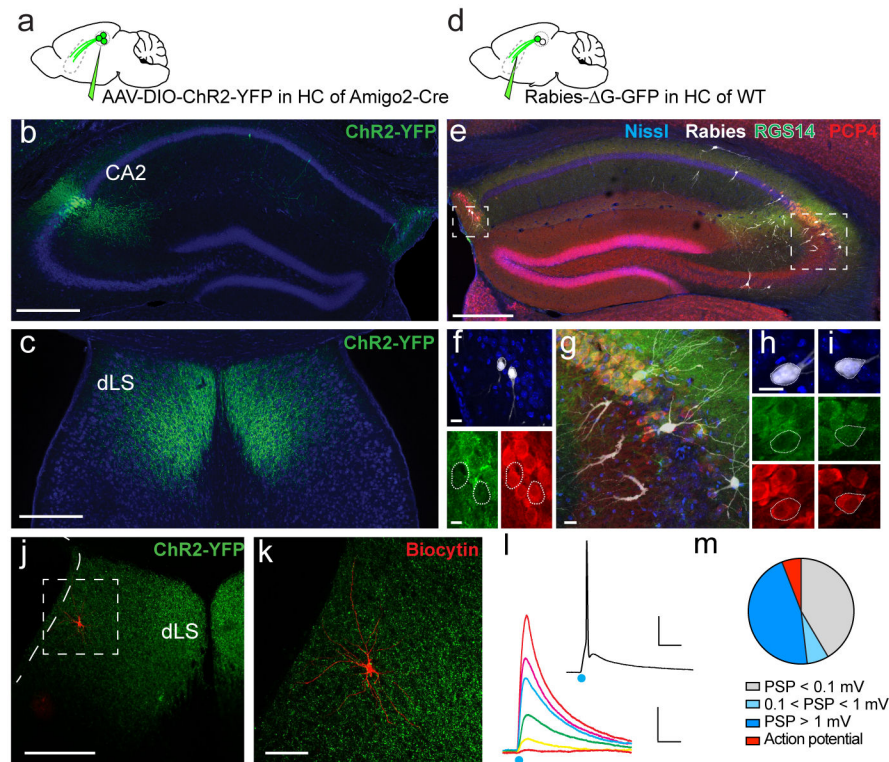 a
AAV-DIO-ChR2-YFP in HC of Amigo2-Cre
d
Rabies-ΔG-GFP in HC of WT
b
ChR2-YFP
CA2
e
Nissl Rabies RGS14 PCP4
c
ChR2-YFP
dLS
f
g
h
i
j
ChR2-YFP
dLS
k
Biocytin
l
m
PSP < 0.1 mV
0.1 < PSP < 1 mV
PSP > 1 mV
Action potential